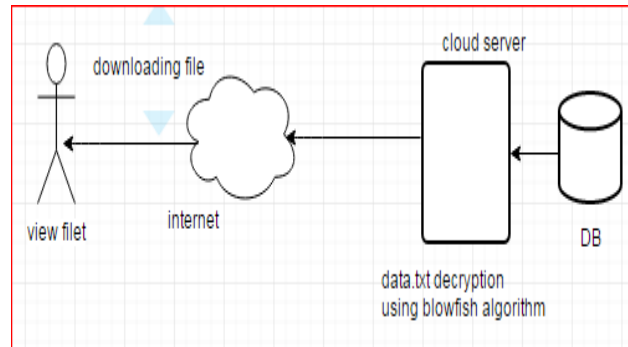 cloud server
downloading file
internet
view filet
DB
data.txt decryption
using blowfish algorithm